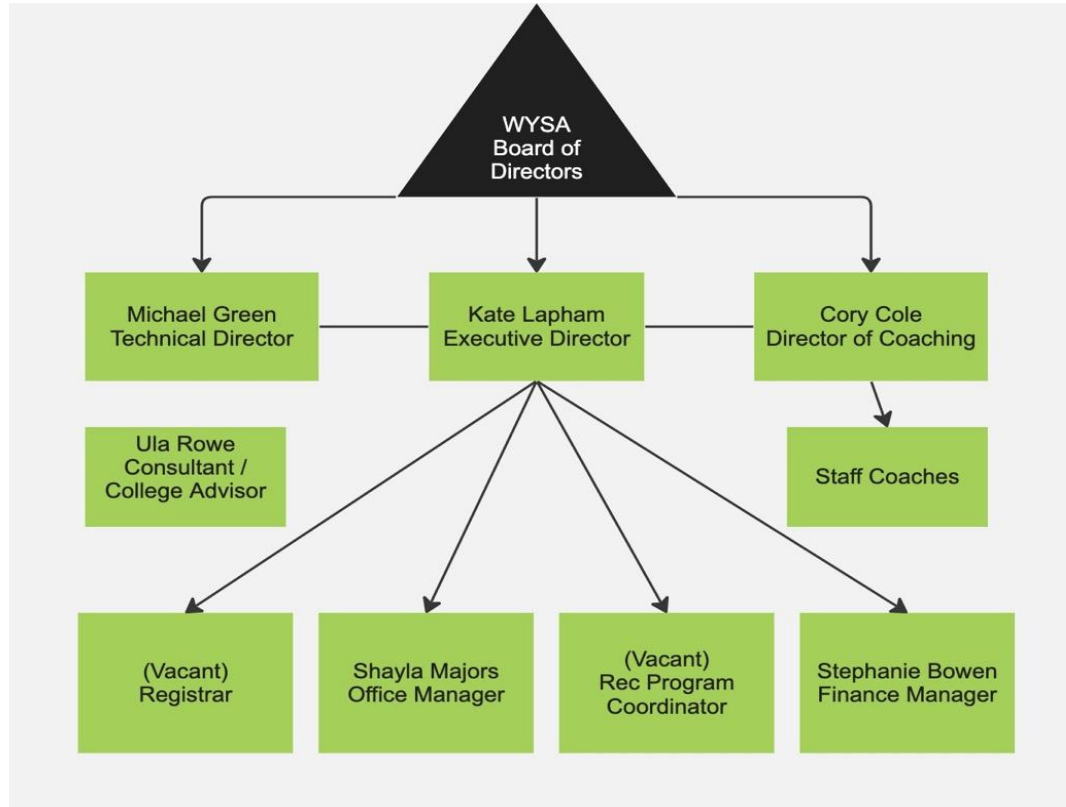 WYSA
Board of
Directors
Michael Green
Technical Director
Kate Lapham
Executive Director
Cory Cole
Director of Coaching
Ula Rowe
Consultant /
College Advisor
Staff Coaches
(Vacant)
Registrar
Shayla Majors
Office Manager
(Vacant)
Rec Program
Coordinator
Stephanie Bowen
Finance Manager